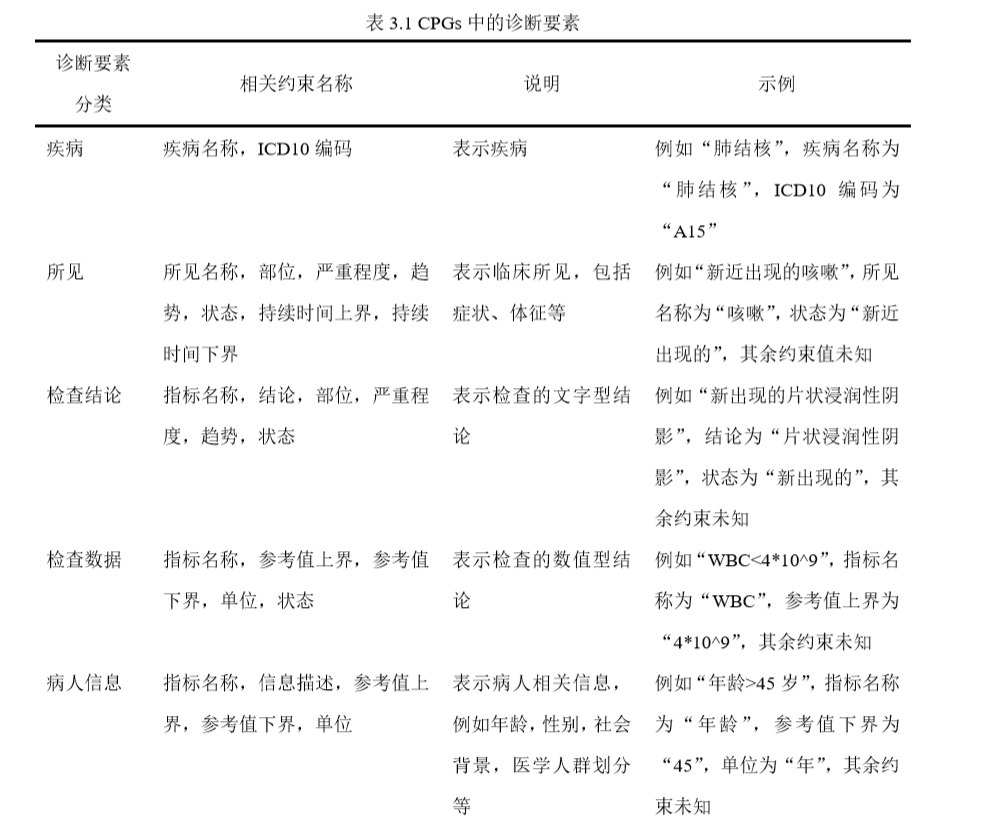 表 3.1 CPGs 中的诊断要素
诊断要素
分类
相关约束名称
说明
示例
疾病
疾病名称，ICD10 编码
表示疾病
例如“肺结核”，疾病名称为
“肺结核”，ICD10 编码为
“A15”
所见
所见名称，部位，严重程度，趋
势，状态，持续时间上界，持续
时间下界
表示临床所见，包括
症状、体征等
例如“新近出现的咳嗽”，所见
名称为“咳嗽”，状态为“新近
出现的”，其余约束值未知
检查结论
指标名称，结论，部位，严重程
度，趋势，状态
表示检查的文字型结
论
例如“新出现的片状浸润性阴
影”，结论为“片状浸润性阴
影”，状态为“新出现的”，其
余约束未知
检查数据
指标名称，参考值上界，参考值
下界，单位，状态
表示检查的数值型结
论
例如“WBC<4*10^9”，指标名
称为“WBC”，参考值上界为
“4*10^9”，其余约束未知
病人信息
指标名称，信息描述，参考值上
界，参考值下界，单位
表示病人相关信息，
例如年龄，性别，社会
背景，医学人群划分
等
例如“年龄>45 岁”，指标名称
为“年龄”，参考值下界为
“45”，单位为“年”，其余约
束未知